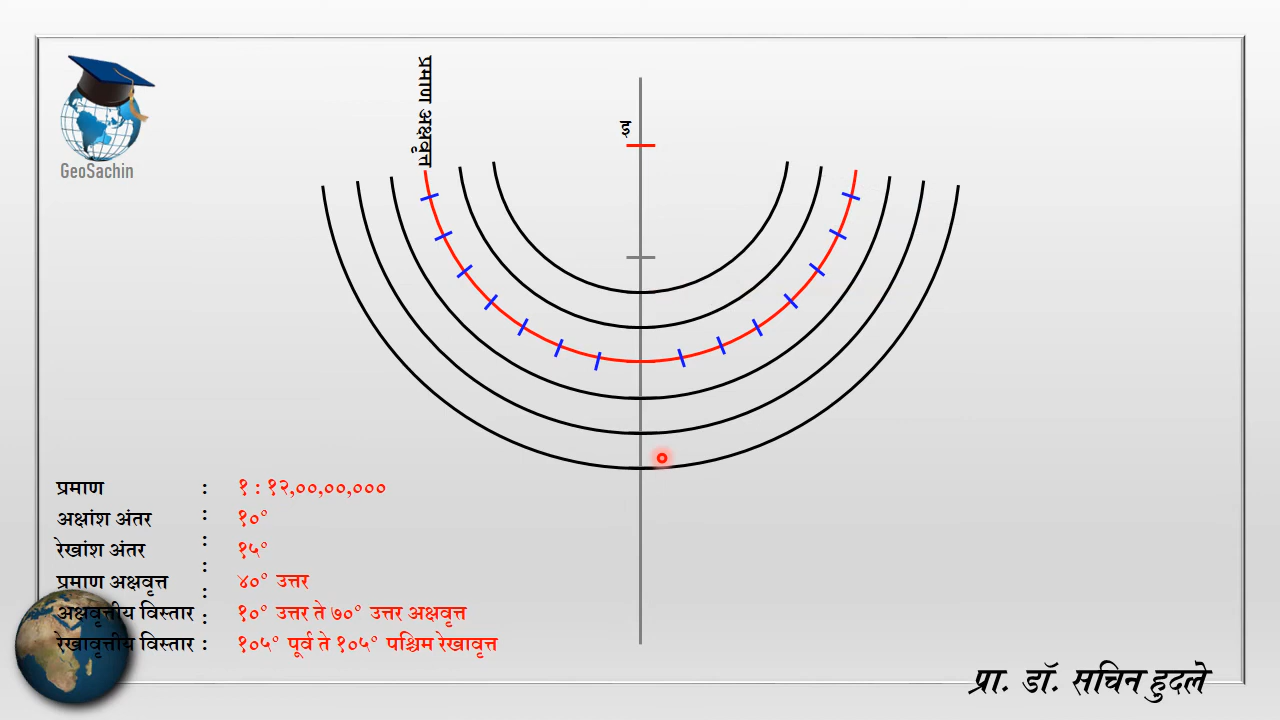 प्रमाण अक्षवृत्त
इ
GeoSachin
प्रमाण : १ : १२,००,००,०००
अक्षांश अंतर : १०°
रेखांश अंतर : १५°
प्रमाण अक्षवृत्त : ४०° उत्तर
अक्षवृत्तीय विस्तार : १०° उत्तर ते ७०° उत्तर अक्षवृत्त
रेखावृत्तीय विस्तार : १०५° पूर्व ते १०५° पश्चिम रेखावृत्त
प्रा. डॉ. सचिन हुदले